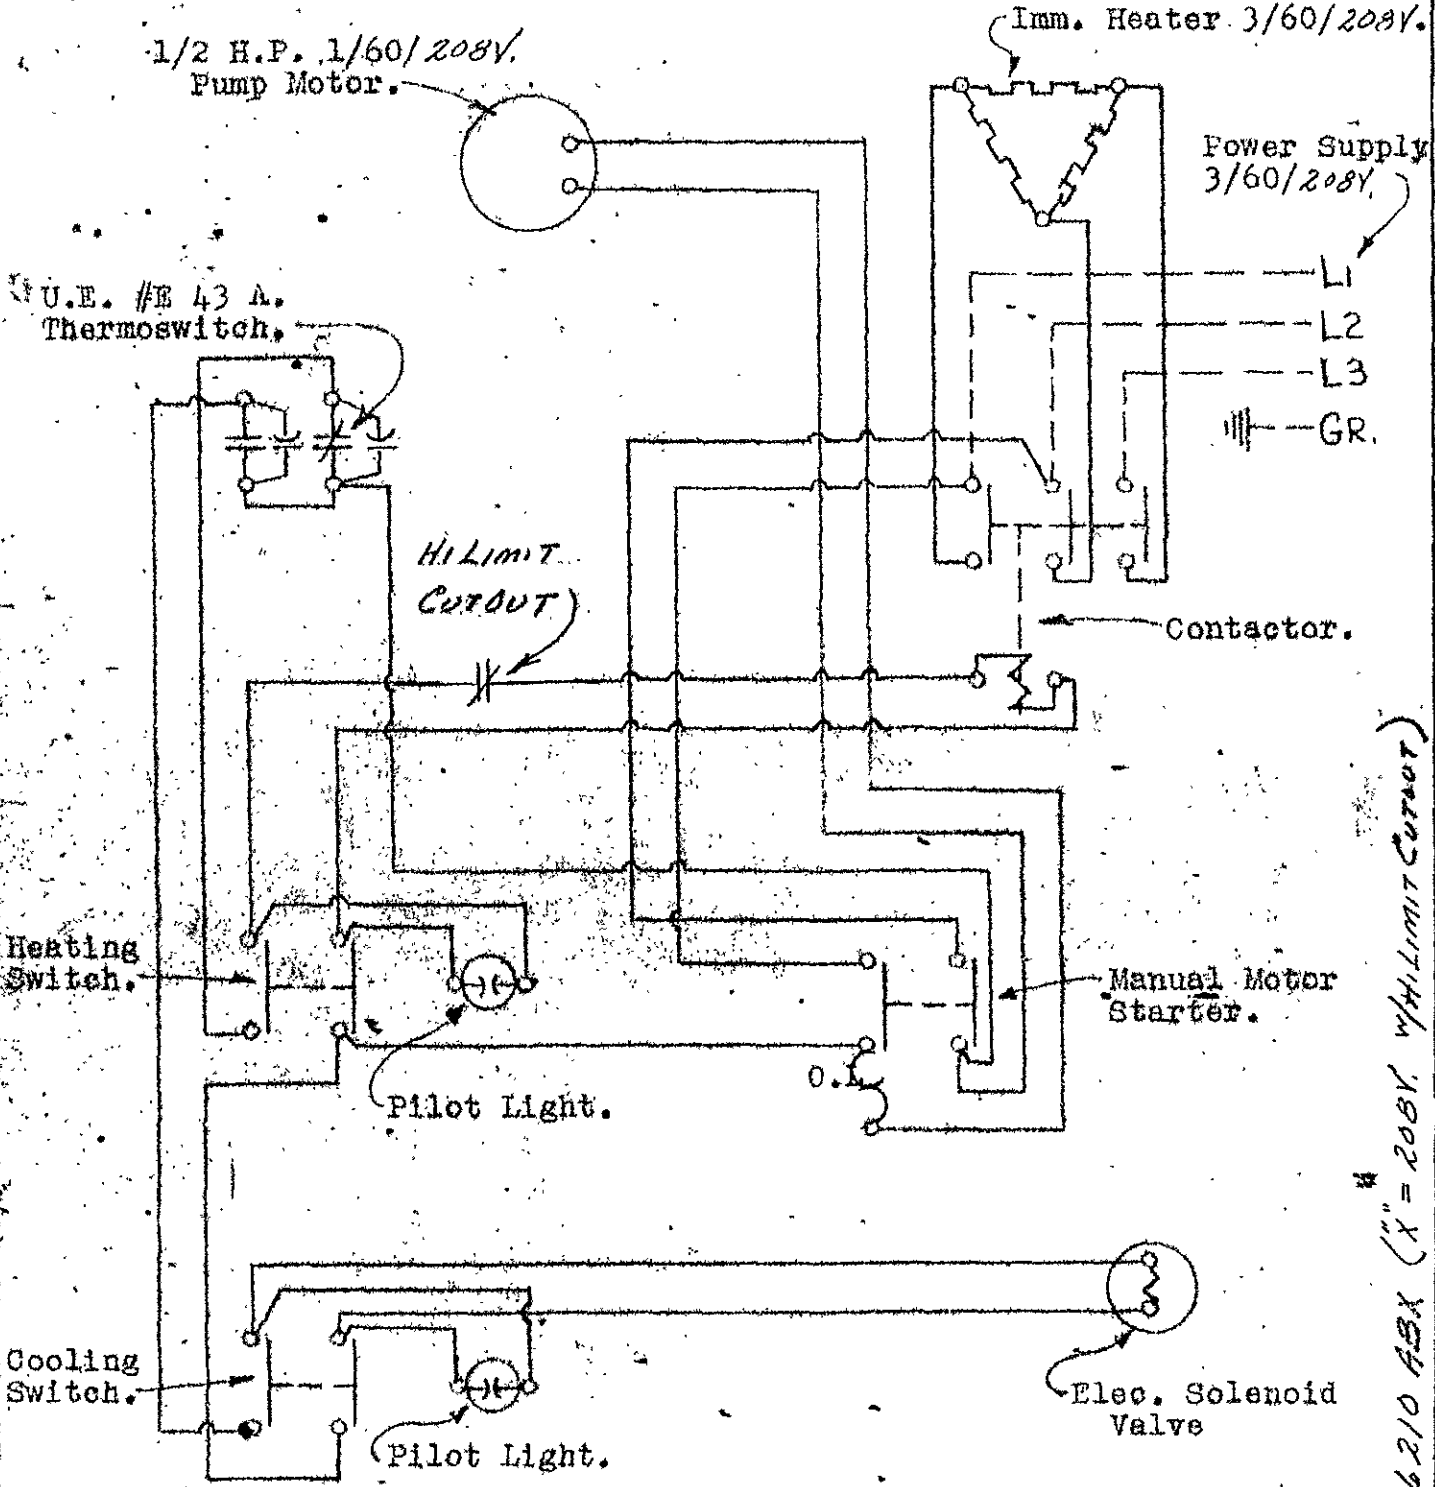 Imm. Heater 3/60/208V.
1/2 H.P. 1/60/208V.
Pump Motor.
Power Supply
3/60/208V.
L1
L2
L3
GR.
U.E. #E 43 A.
Thermoswitch.
HI LIMIT
CUTOUT
Contactor.
Heating
Switch.
Manual Motor
Starter.
O.L
Pilot Light.
Cooling
Switch.
Elec. Solenoid
Valve
Pilot Light.
6210 ABX ("X" = 208V. W/HILIMIT CUTOUT)